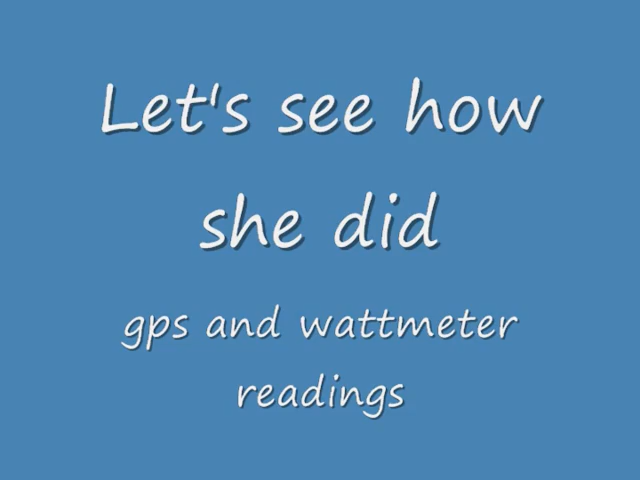 Let's see how
she did
gps and wattmeter
readings